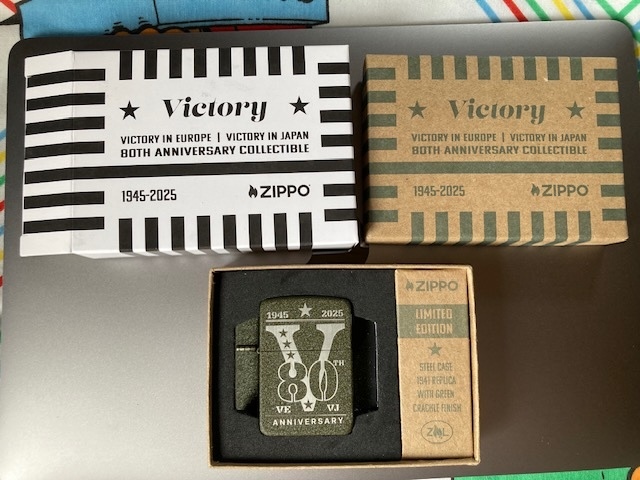 Victory
VICTORY IN EUROPE | VICTORY IN JAPAN
80TH ANNIVERSARY COLLECTIBLE
1945-2025
ZIPPO
Victory
VICTORY IN EUROPE | VICTORY IN JAPAN
80TH ANNIVERSARY COLLECTIBLE
1945-2025
ZIPPO
1945 2025
V
80TH
VE VJ
ANNIVERSARY
ZIPPO
LIMITED
EDITION
STEEL CASE
1941 REPLICA
WITH GREEN
CRACKLE FINISH